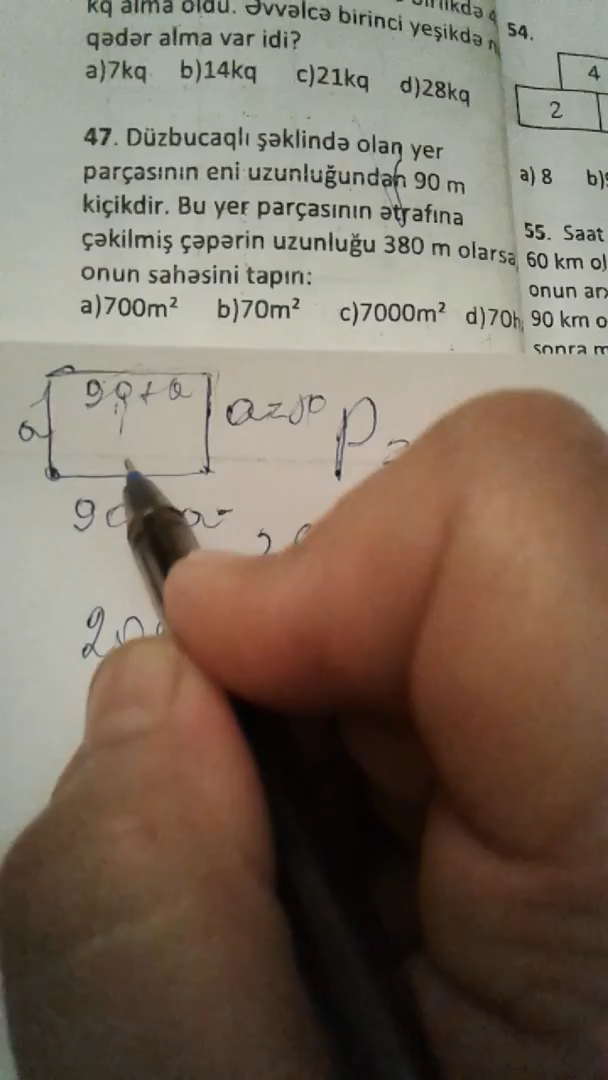 kq alma oldu. Əvvəlcə birinci yeşikdə
qədər alma var idi?
a)7kq b)14kq c)21kq d)28kq
47. Düzbucaqlı şəklində olan yer
parçasının eni uzunluğundan 90 m
kiçikdir. Bu yer parçasının ətrafına
çəkilmiş çəpərin uzunluğu 380 m olarsa
onun sahəsini tapın:
a)700m² b)70m² c)7000m²
54.
4
2
a) 8
55. Saat
60 km
onun
90 km
sonra
90+a
a
P